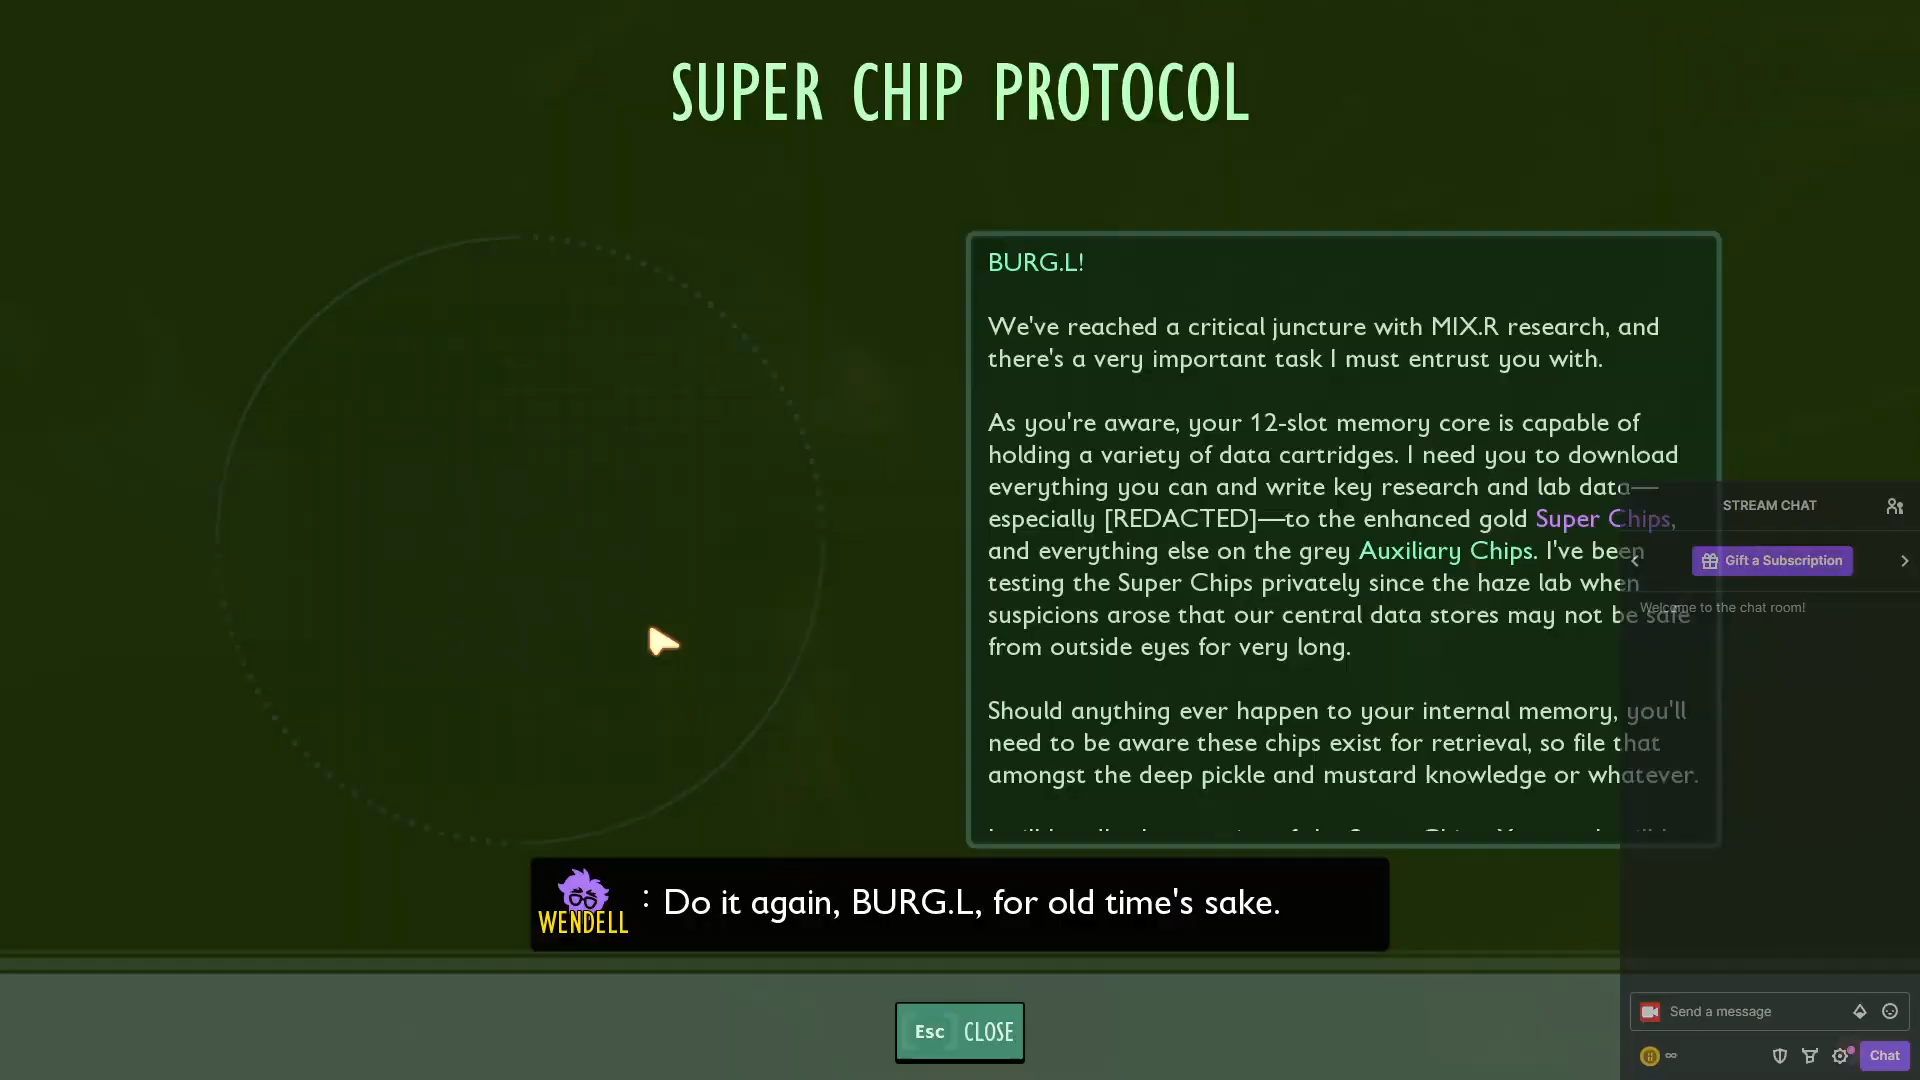 SUPER CHIP PROTOCOL
BURG.L!
We've reached a critical juncture with MIX.R research, and
there's a very important task I must entrust you with.
As you're aware, your 12-slot memory core is capable of
holding a variety of data cartridges. I need you to download
everything you can and write key research and lab data—
especially [REDACTED]—to the enhanced gold Super Chips,
and everything else on the grey Auxiliary Chips. I've been
testing the Super Chips privately since the haze lab when
suspicions arose that our central data stores may not be safe
from outside eyes for very long.
Should anything ever happen to your internal memory, you'll
need to be aware these chips exist for retrieval, so file that
amongst the deep pickle and mustard knowledge or whatever.
WENDELL : Do it again, BURG.L, for old time's sake.
Esc CLOSE
STREAM CHAT
Gift a Subscription
Welcome to the chat room!
Send a message
Chat